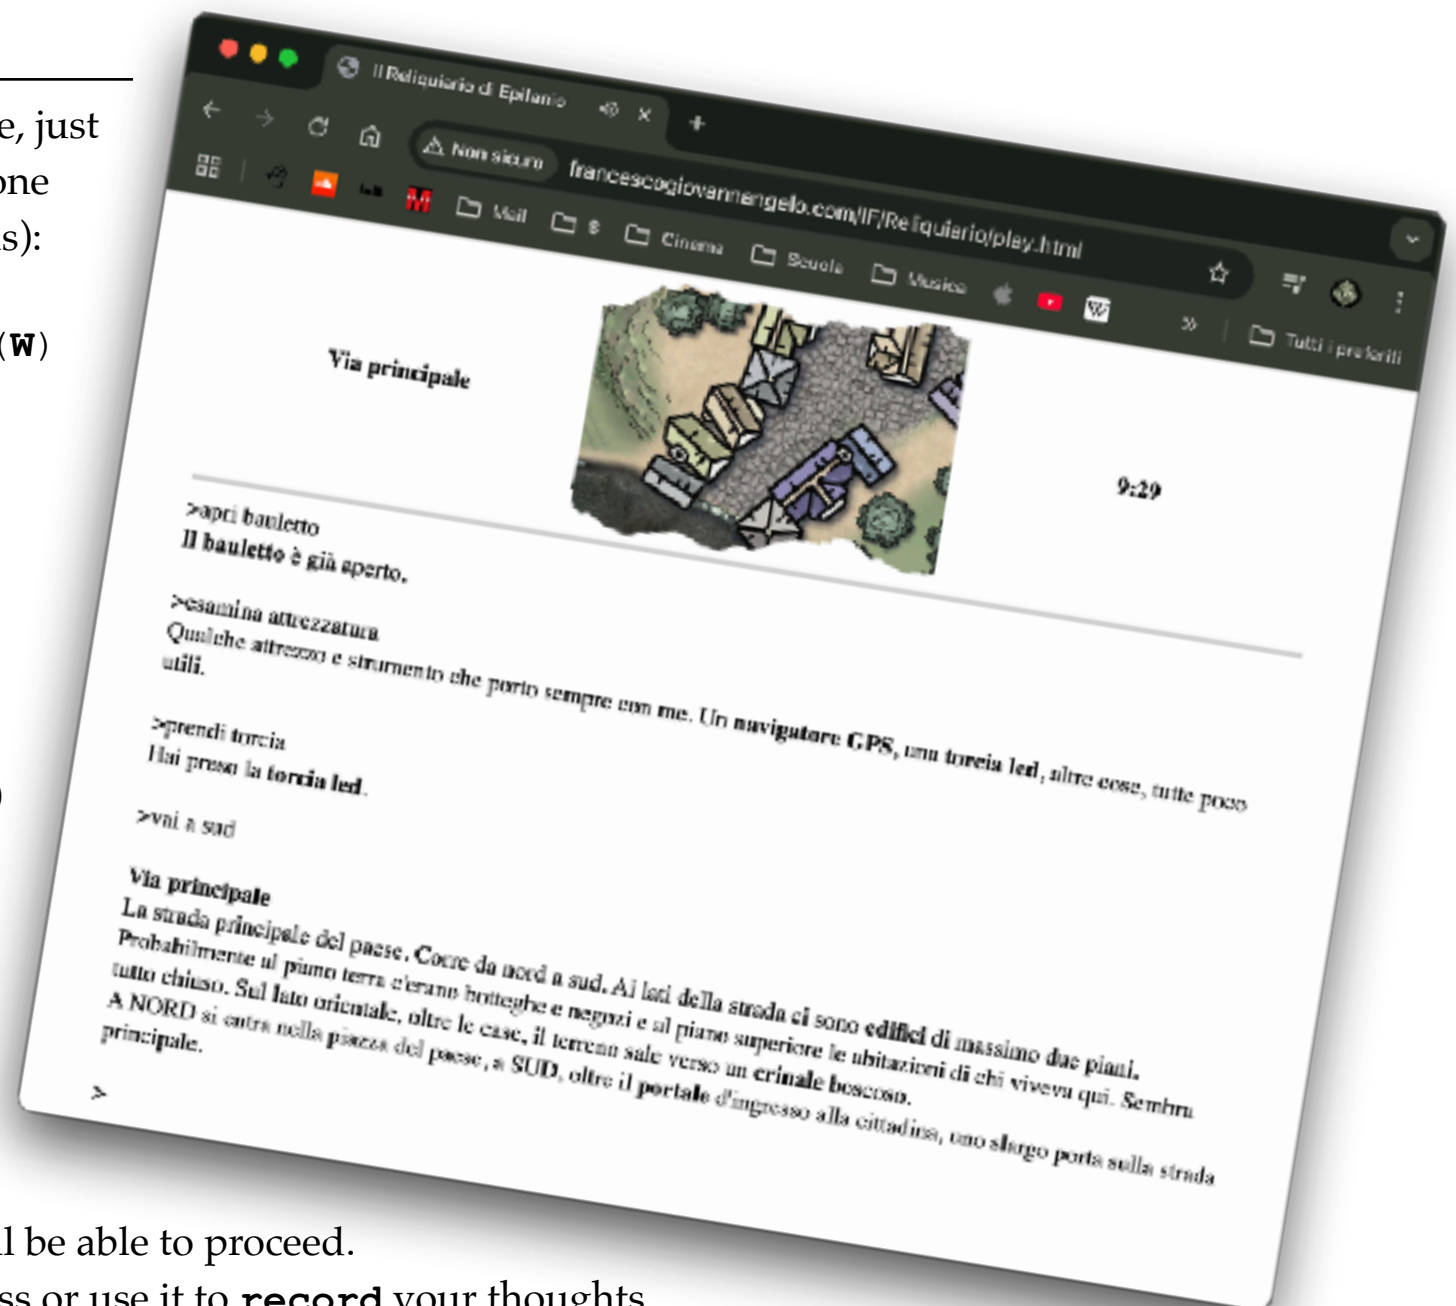 e, just
one
s):
(W)
)
Il Reliquiario di Epifanio
Non sicuro francescogiovannangelo.com/IF/Reliquiario/play.html
Mail
8
Cinema
Scuola
Musica
W
Tutti i preferiti
Via principale
9:29
>apri bauletto
Il bauletto è già aperto.
>esamina attrezzatura
Qualche attrezzo e strumento che porto sempre con me. Un navigatore GPS, una torcia led, altre cose, tutte poco
utili.
>prendi torcia
Hai preso la torcia led.
>vai a sud
Via principale
La strada principale del paese. Corre da nord a sud. Ai lati della strada ci sono edifici di massimo due piani.
Probabilmente al piano terra c'erano botteghe e negozi e al piano superiore le abitazioni di chi viveva qui. Sembra
tutto chiuso. Sul lato orientale, oltre le case, il terreno sale verso un crinale boscoso.
A NORD si entra nella piazza del paese, a SUD, oltre il portale d'ingresso alla cittadina, uno slargo porta sulla strada
principale.
>
ll be able to proceed.
ss or use it to record your thoughts